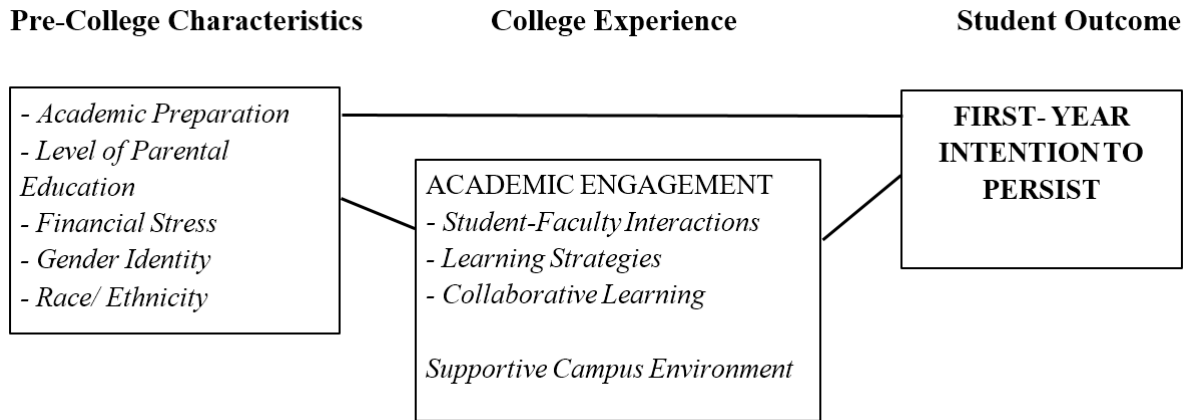 Pre-College Characteristics
College Experience
Student Outcome
- Academic Preparation
- Level of Parental
Education
- Financial Stress
- Gender Identity
- Race/ Ethnicity
ACADEMIC ENGAGEMENT
- Student-Faculty Interactions
- Learning Strategies
- Collaborative Learning
Supportive Campus Environment
FIRST- YEAR
INTENTION TO
PERSIST